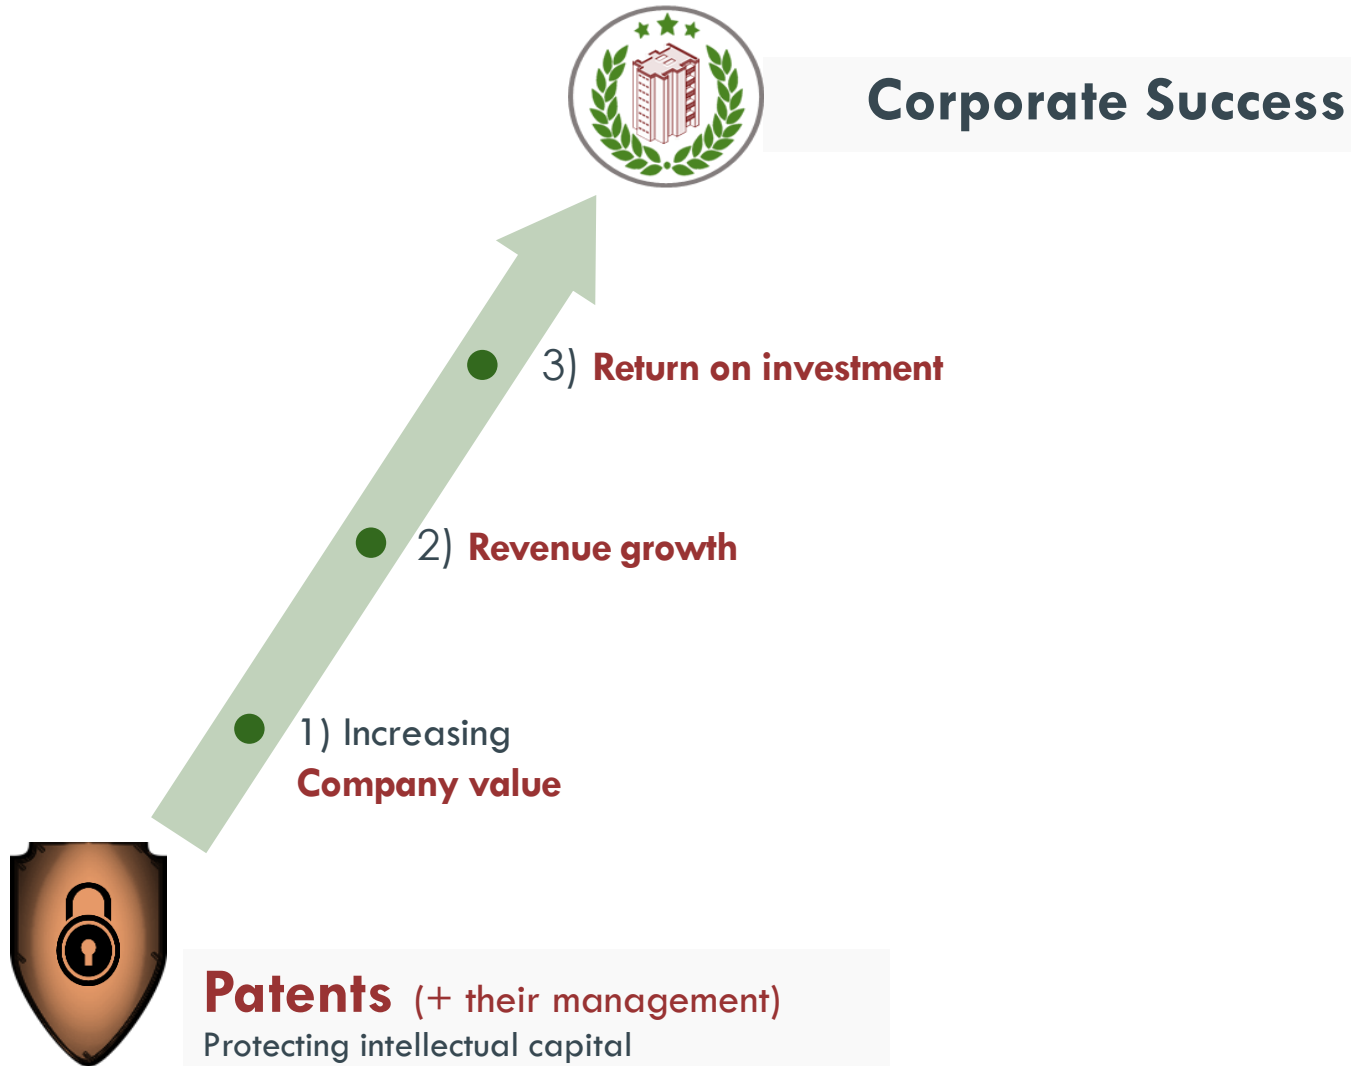 Corporate Success
3) Return on investment
2) Revenue growth
1) Increasing
Company value
Patents (+ their management)
Protecting intellectual capital